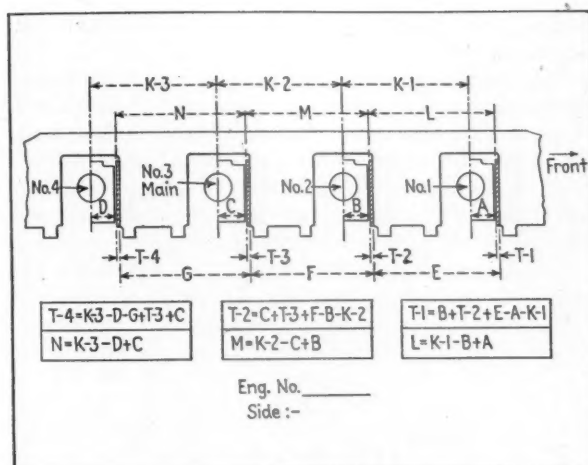 K-3 K-2 K-1
N M L
Front
No.4 No.3 Main No.2 No.1
D C B A
T-4 T-3 T-2 T-1
G F E
T-4=K-3-D-G+T-3+C
N=K-3-D+C
T-2=C+T-3+F-B-K-2
M=K-2-C+B
T-1=B+T-2+E-A-K-1
L=K-1-B+A
Eng. No.
Side :-